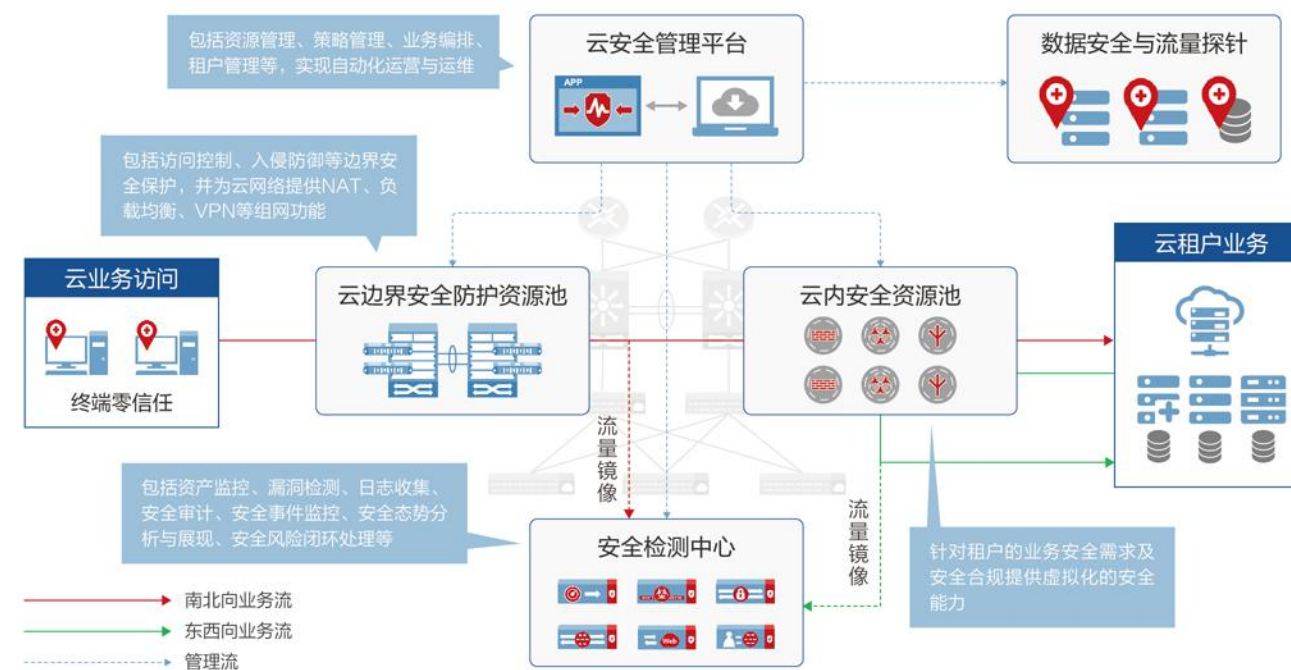 包括资源管理、策略管理、业务编排、
租户管理等，实现自动化运营与运维
云安全管理平台
APP
数据安全与流量探针
包括访问控制、入侵防御等边界安
全保护，并为云网络提供NAT、负
载均衡、VPN等组网功能
云业务访问
终端零信任
云边界安全防护资源池
云内安全资源池
云租户业务
流量镜像
包括资产监控、漏洞检测、日志收集、
安全审计、安全事件监控、安全态势分
析与展现、安全风险闭环处理等
安全检测中心
Web
流量镜像
针对租户的业务安全需求及
安全合规提供虚拟化的安全
能力
南北向业务流
东西向业务流
管理流